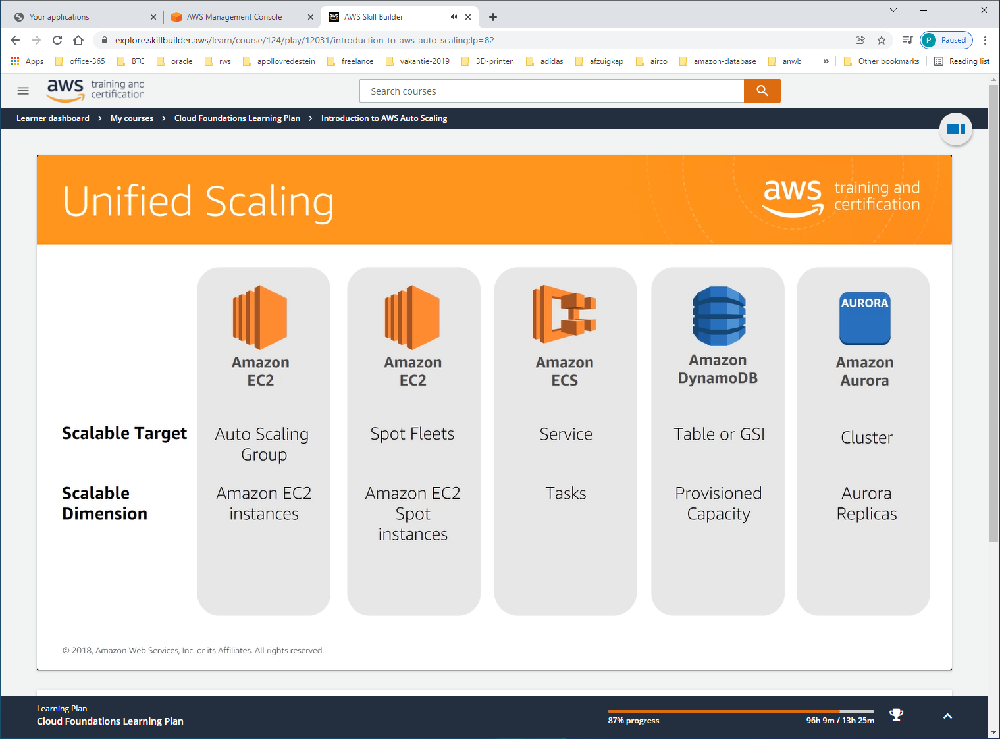 Your applications
AWS Management Console
aws
AWS Skill Builder
explore.skillbuilder.aws/learn/course/124/play/12031/introduction-to-aws-auto-scaling;lp=82
P
Paused
Apps
office-365
BTC
oracle
rws
apollovredestein
freelance
vakantie-2019
3D-printen
adidas
afzuigkap
airco
amazon-database
anwb
»
Other bookmarks
Reading list
aws training and
certification
Search courses
Learner dashboard > My courses > Cloud Foundations Learning Plan > Introduction to AWS Auto Scaling
Unified Scaling
aws training and
certification
AURORA
Amazon
EC2
Amazon
EC2
Amazon
ECS
Amazon
DynamoDB
Amazon
Aurora
Scalable Target
Auto Scaling
Group
Spot Fleets
Service
Table or GSI
Cluster
Scalable
Dimension
Amazon EC2
instances
Amazon EC2
Spot
instances
Tasks
Provisioned
Capacity
Aurora
Replicas
© 2018, Amazon Web Services, Inc. or its Affiliates. All rights reserved.
Learning Plan
Cloud Foundations Learning Plan
87% progress
96h 9m / 13h 25m